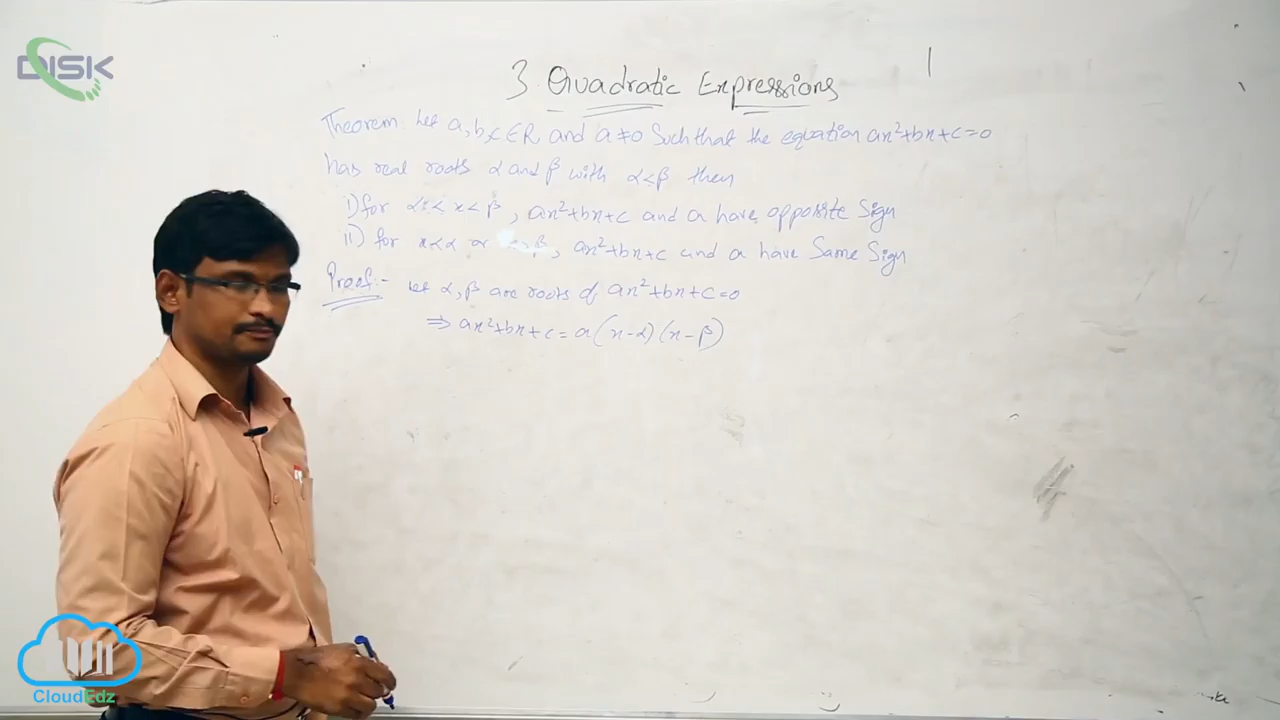 DISK
3. Quadratic Expressions
Theorem: Let a, b, c ∈ R and a ≠ 0 Such that the equation ax²+bx+c=0
has real roots α and β with α<β then
i) for α < x < β, ax²+bx+c and a have opposite Sign
ii) for x<α or x>β, ax²+bx+c and a have Same Sign
Proof:- Let α, β are roots of ax²+bx+c=0
⇒ ax²+bx+c = a(x-α)(x-β)
CloudEdz